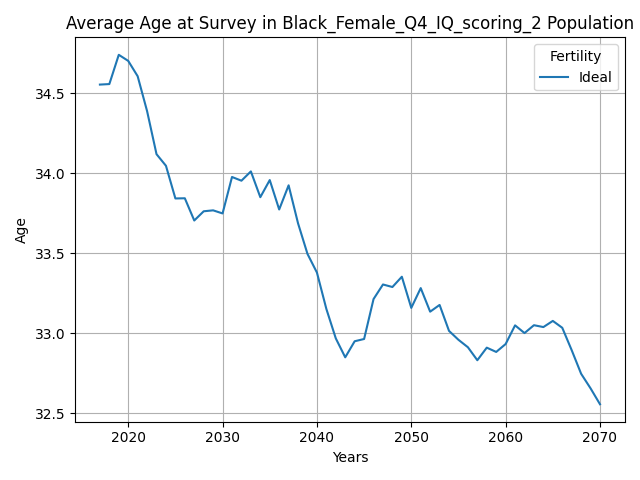 Average Age at Survey in Black_Female_Q4_IQ_scoring_2 Population
Fertility
Ideal
34.5
34.0
33.5
33.0
32.5
Age
2020 2030 2040 2050 2060 2070
Years